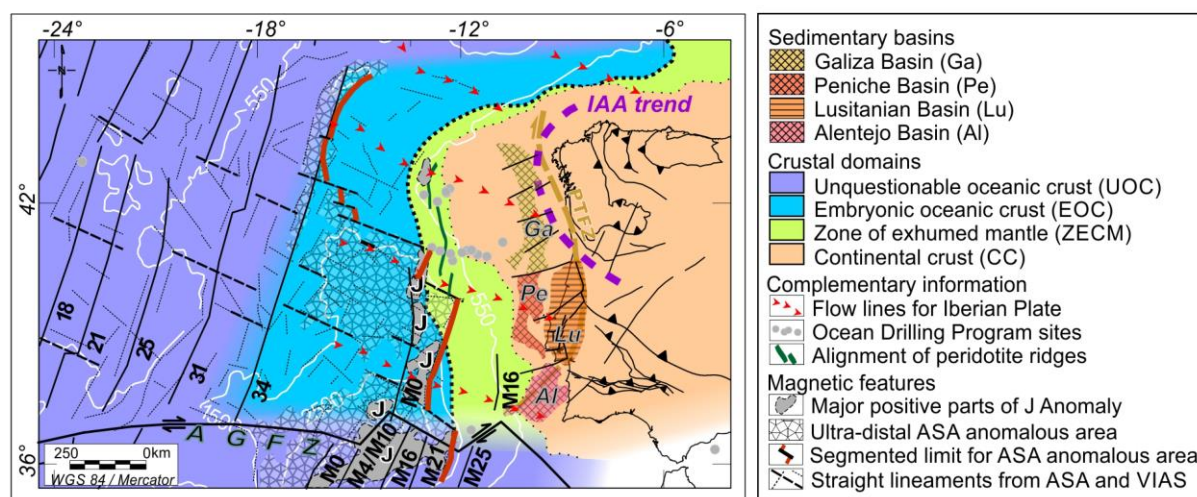 -24° -18° -12° -6°
N
550
IAA trend
42°
PTFZ
Ga
J
Pe
550
J
Lu
18
21
25
31
34
J
M0
M16
Al
1500
J
A G F Z
J
36°
250 0km
WGS 84 / Mercator
M0
M4/M10
M16
M21
M25
Sedimentary basins
Galiza Basin (Ga)
Peniche Basin (Pe)
Lusitanian Basin (Lu)
Alentejo Basin (Al)
Crustal domains
Unquestionable oceanic crust (UOC)
Embryonic oceanic crust (EOC)
Zone of exhumed mantle (ZECM)
Continental crust (CC)
Complementary information
Flow lines for Iberian Plate
Ocean Drilling Program sites
Alignment of peridotite ridges
Magnetic features
Major positive parts of J Anomaly
Ultra-distal ASA anomalous area
Segmented limit for ASA anomalous area
Straight lineaments from ASA and VIAS